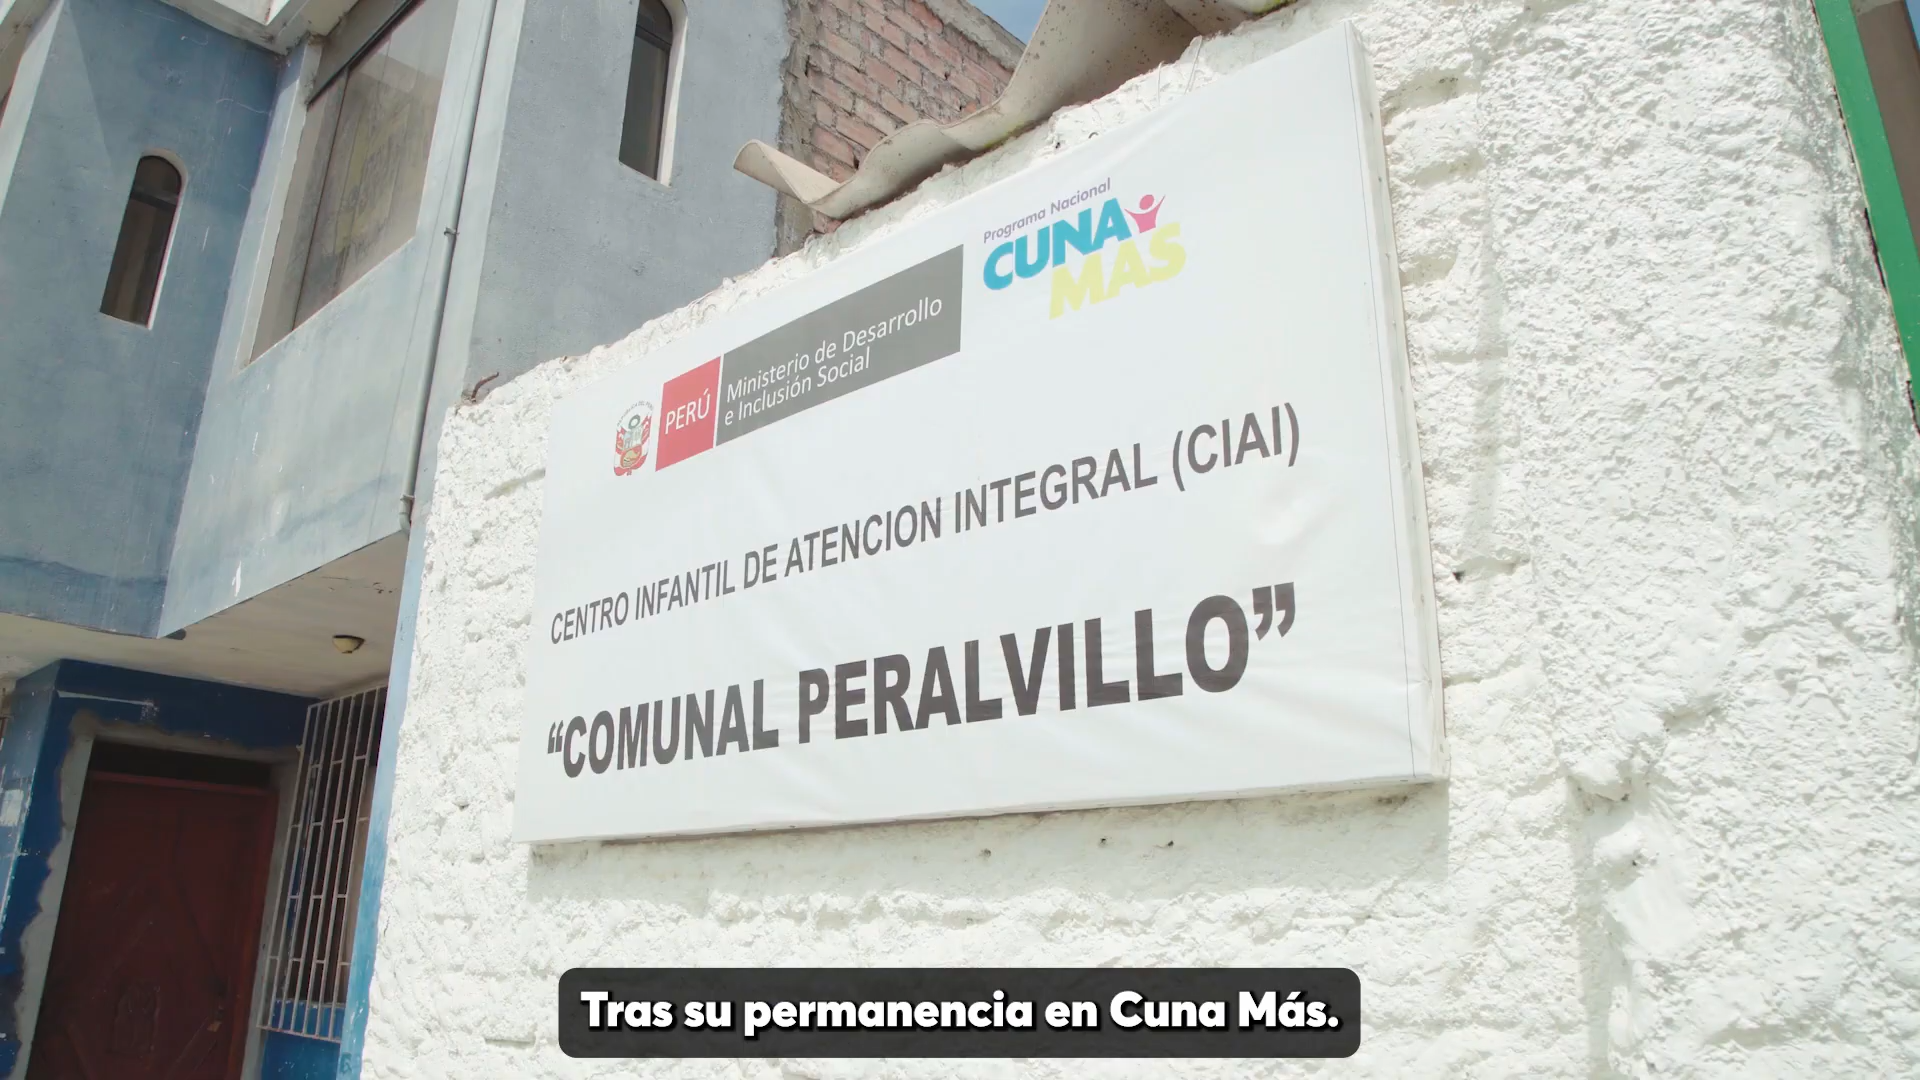 Programa Nacional
CUNA
MAS
PERÚ
Ministerio de Desarrollo
e Inclusión Social
CENTRO INFANTIL DE ATENCION INTEGRAL (CIAI)
“COMUNAL PERALVILLO”
Tras su permanencia en Cuna Más.